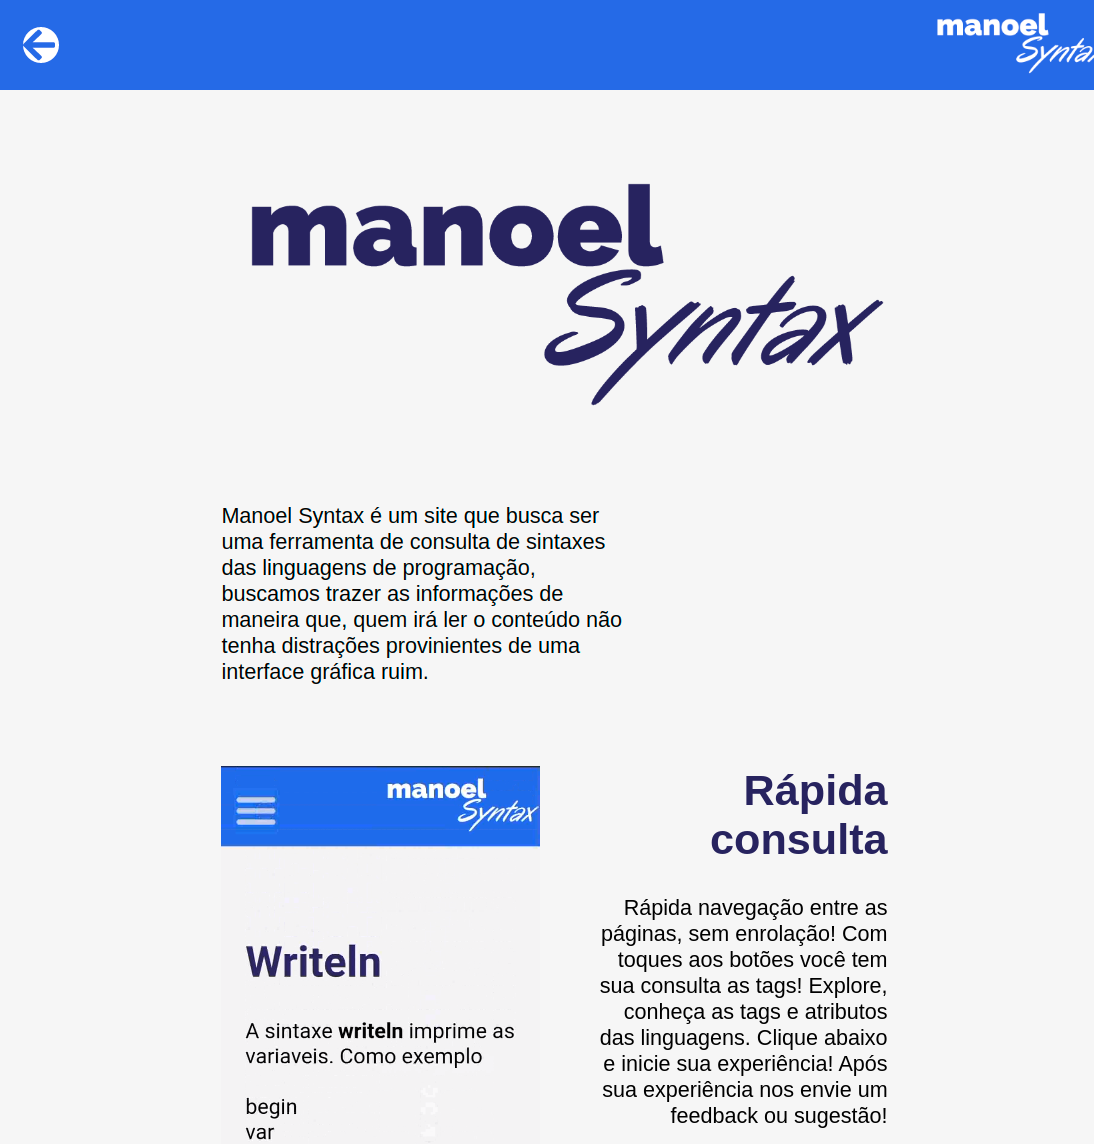 manoel
Syntax
manoel
Syntax
Manoel Syntax é um site que busca ser
uma ferramenta de consulta de sintaxes
das linguagens de programação,
buscamos trazer as informações de
maneira que, quem irá ler o conteúdo não
tenha distrações provinientes de uma
interface gráfica ruim.
manoel
Syntax
Writeln
A sintaxe writeln imprime as
variaveis. Como exemplo
begin
var
Rápida
consulta
Rápida navegação entre as
páginas, sem enrolação! Com
toques aos botões você tem
sua consulta as tags! Explore,
conheça as tags e atributos
das linguagens. Clique abaixo
e inicie sua experiência! Após
sua experiência nos envie um
feedback ou sugestão!